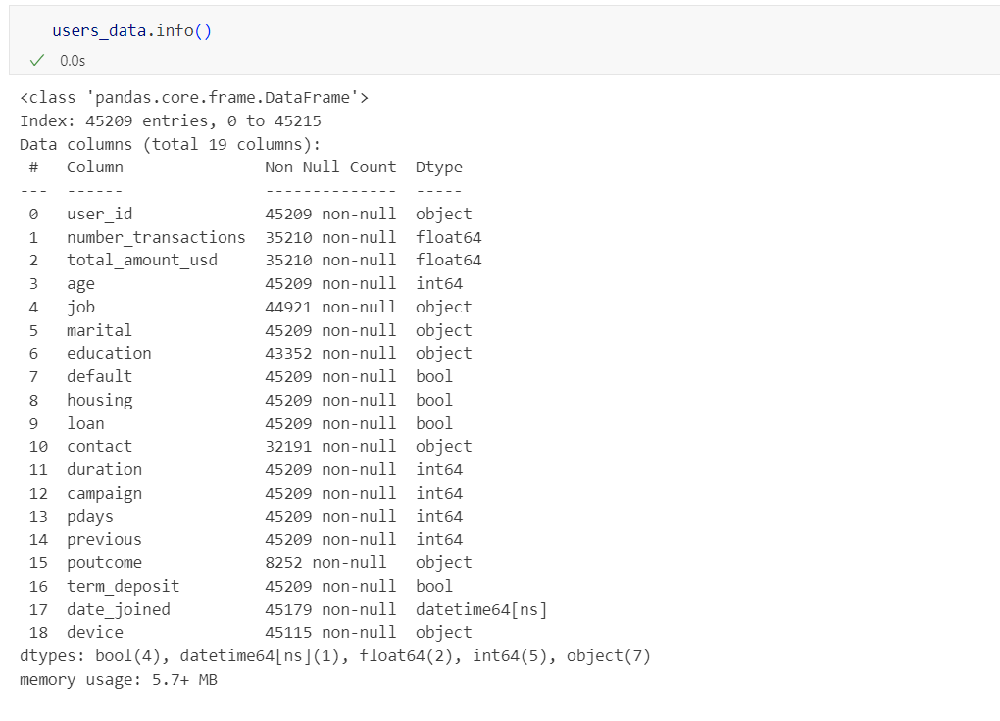 users_data.info()
✓ 0.0s
<class 'pandas.core.frame.DataFrame'>
Index: 45209 entries, 0 to 45215
Data columns (total 19 columns):
 #   Column               Non-Null Count  Dtype
---  ------               --------------  -----
 0   user_id              45209 non-null  object
 1   number_transactions  35210 non-null  float64
 2   total_amount_usd     35210 non-null  float64
 3   age                  45209 non-null  int64
 4   job                  44921 non-null  object
 5   marital              45209 non-null  object
 6   education            43352 non-null  object
 7   default              45209 non-null  bool
 8   housing              45209 non-null  bool
 9   loan                 45209 non-null  bool
 10  contact              32191 non-null  object
 11  duration             45209 non-null  int64
 12  campaign             45209 non-null  int64
 13  pdays                45209 non-null  int64
 14  previous             45209 non-null  int64
 15  poutcome             8252 non-null   object
 16  term_deposit         45209 non-null  bool
 17  date_joined          45179 non-null  datetime64[ns]
 18  device               45115 non-null  object
dtypes: bool(4), datetime64[ns](1), float64(2), int64(5), object(7)
memory usage: 5.7+ MB